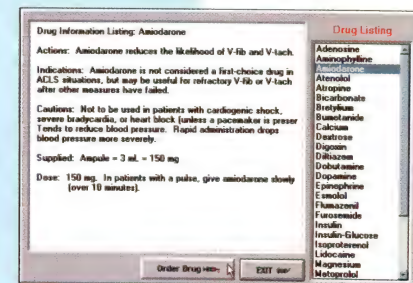 Drug Information Listing: Amiodarone
Actions: Amiodarone reduces the likelihood of V-fib and V-tach.
Indications: Amiodarone is not considered a first-choice drug in
ACLS situations, but may be useful for refractory V-fib or V-tach
after other measures have failed.
Cautions: Not to be used in patients with cardiogenic shock,
severe bradycardia, or heart block (unless a pacemaker is preser
Tends to reduce blood pressure. Rapid administration drops
blood pressure more severely.
Supplied: Ampule = 3 mL = 150 mg
Dose: 150 mg. In patients with a pulse, give amiodarone slowly
(over 10 minutes).
Order Drug
EXIT
Drug Listing
Adenosine
Aminophylline
Amiodarone
Atenolol
Atropine
Bicarbonate
Bretylium
Bumetanide
Calcium
Dextrose
Digoxin
Diltiazem
Dobutamine
Dopamine
Epinephrine
Esmolol
Flumazenil
Furosemide
Insulin
Insulin-Glucose
Isoproterenol
Lidocaine
Magnesium
Metoprolol